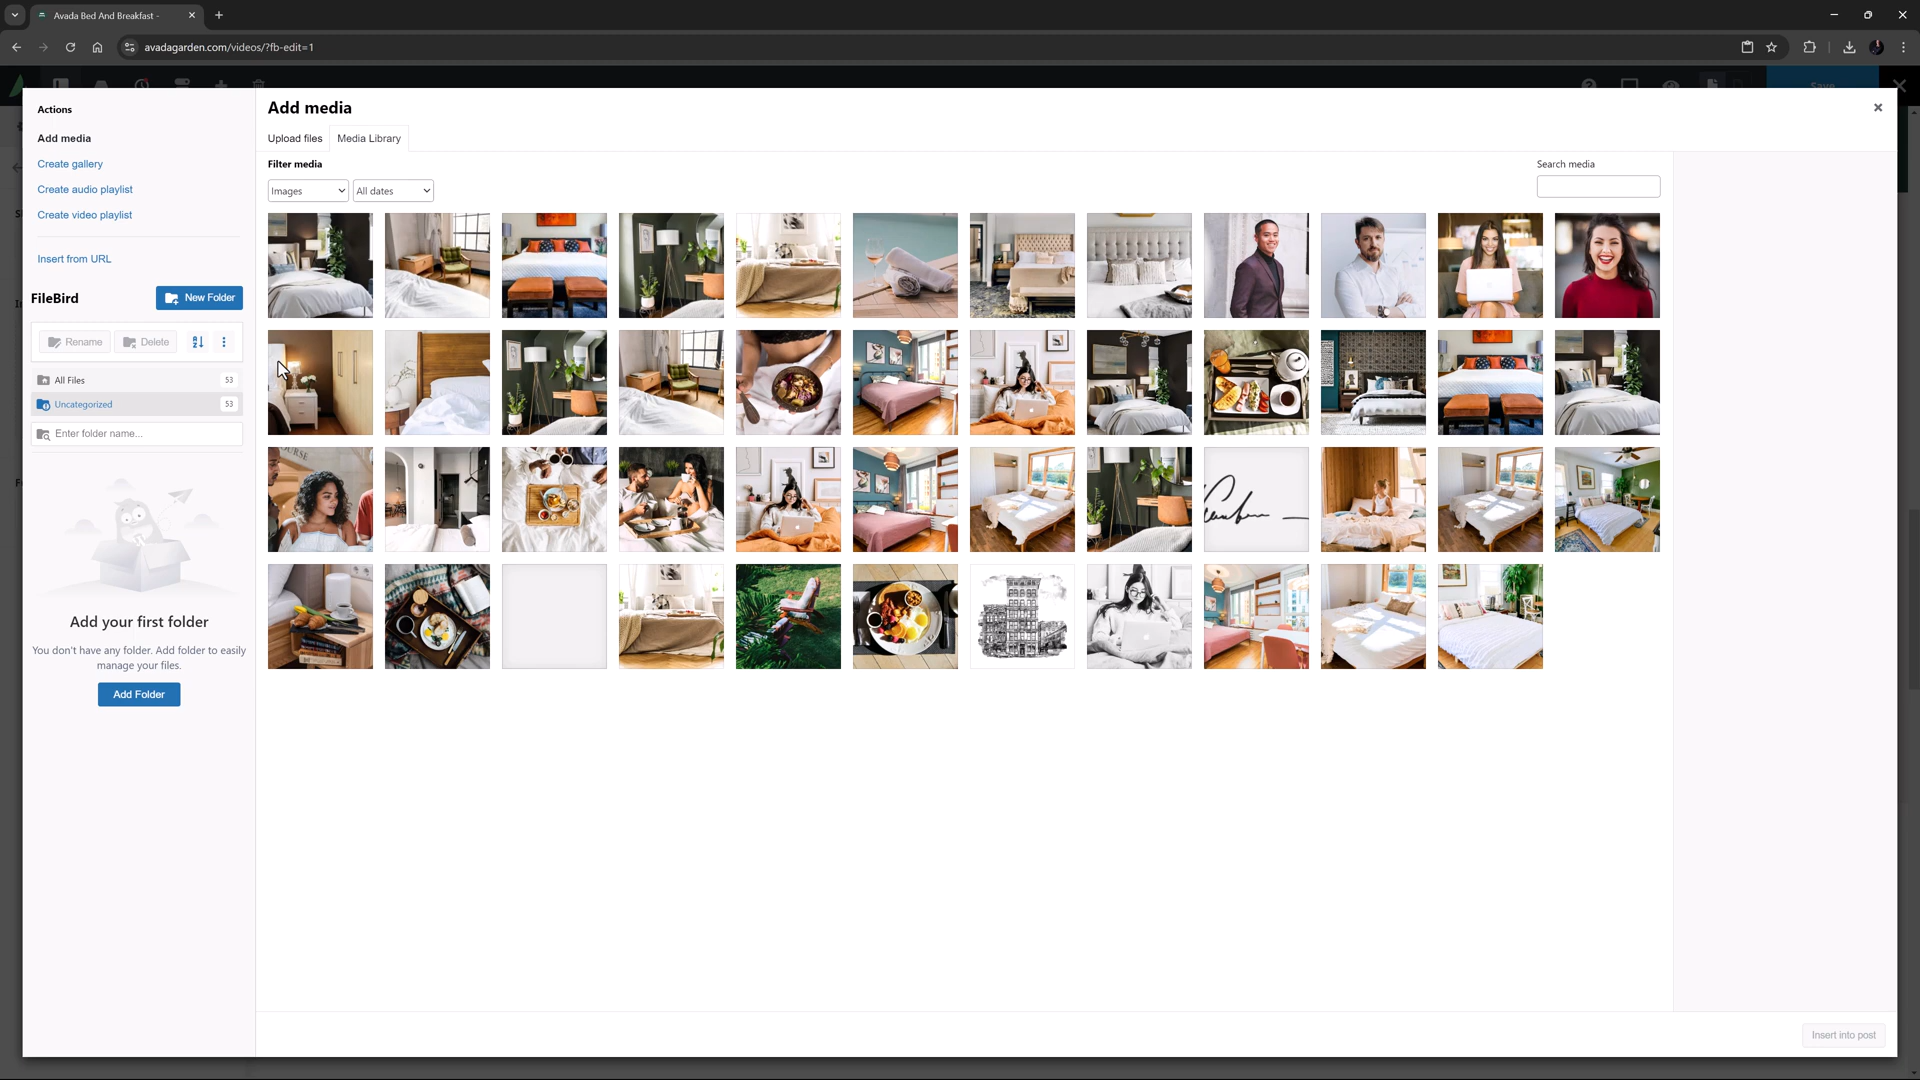 Avada Bed And Breakfast -
avadagarden.com/videos/?fb-edit=1
Save
Actions
Add media
Create gallery
Create audio playlist
Create video playlist
Insert from URL
FileBird
New Folder
Rename
Delete
All Files 53
Uncategorized 53
Enter folder name...
Add your first folder
You don't have any folder. Add folder to easily
manage your files.
Add Folder
Add media
Upload files
Media Library
Filter media
Images
All dates
Search media
Insert into post